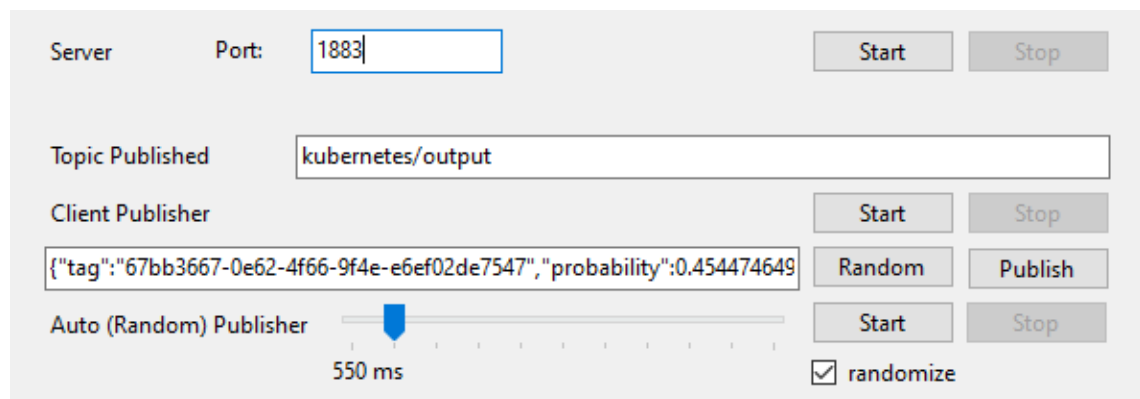 Server Port: 1883 Start Stop
Topic Published kubernetes/output
Client Publisher Start Stop
{"tag":"67bb3667-0e62-4f66-9f4e-e6ef02de7547","probability":0.454474649 Random Publish
Auto (Random) Publisher Start Stop
550 ms randomize